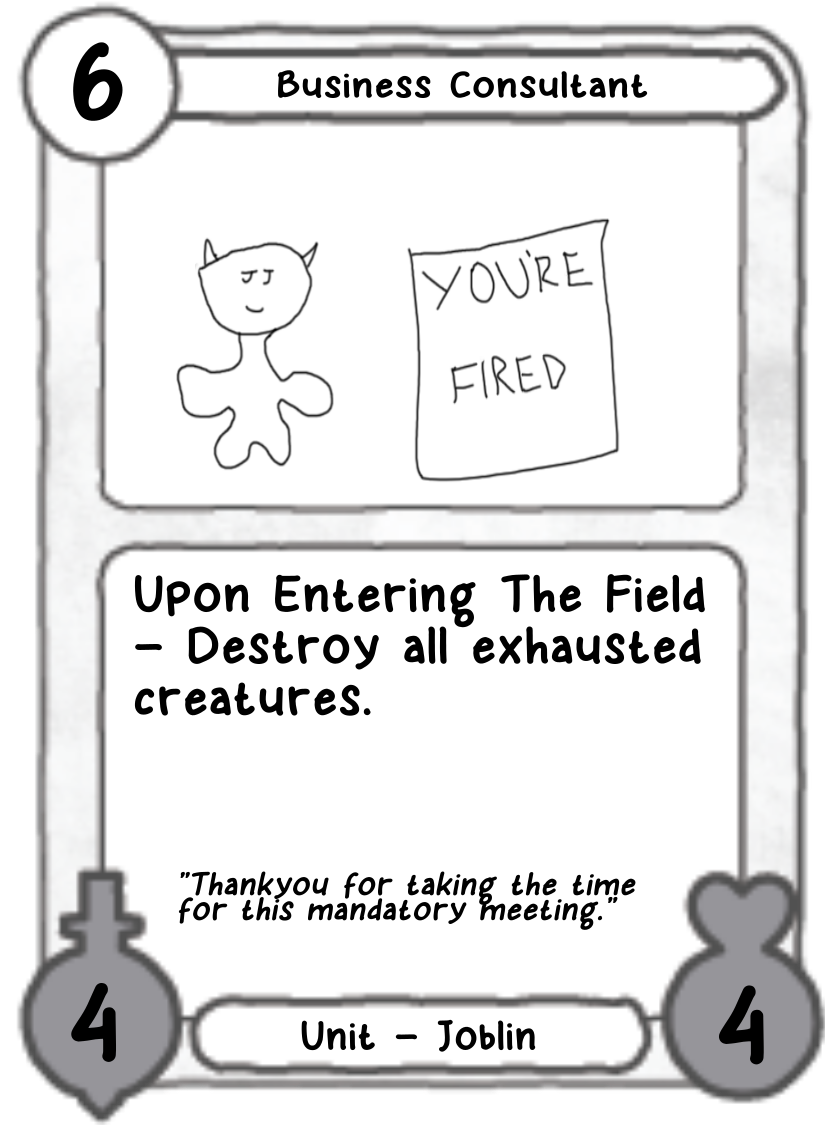 6
Business Consultant
YOU'RE
FIRED
Upon Entering The Field
– Destroy all exhausted
creatures.
"Thankyou for taking the time
for this mandatory meeting."
4
Unit – Joblin
4